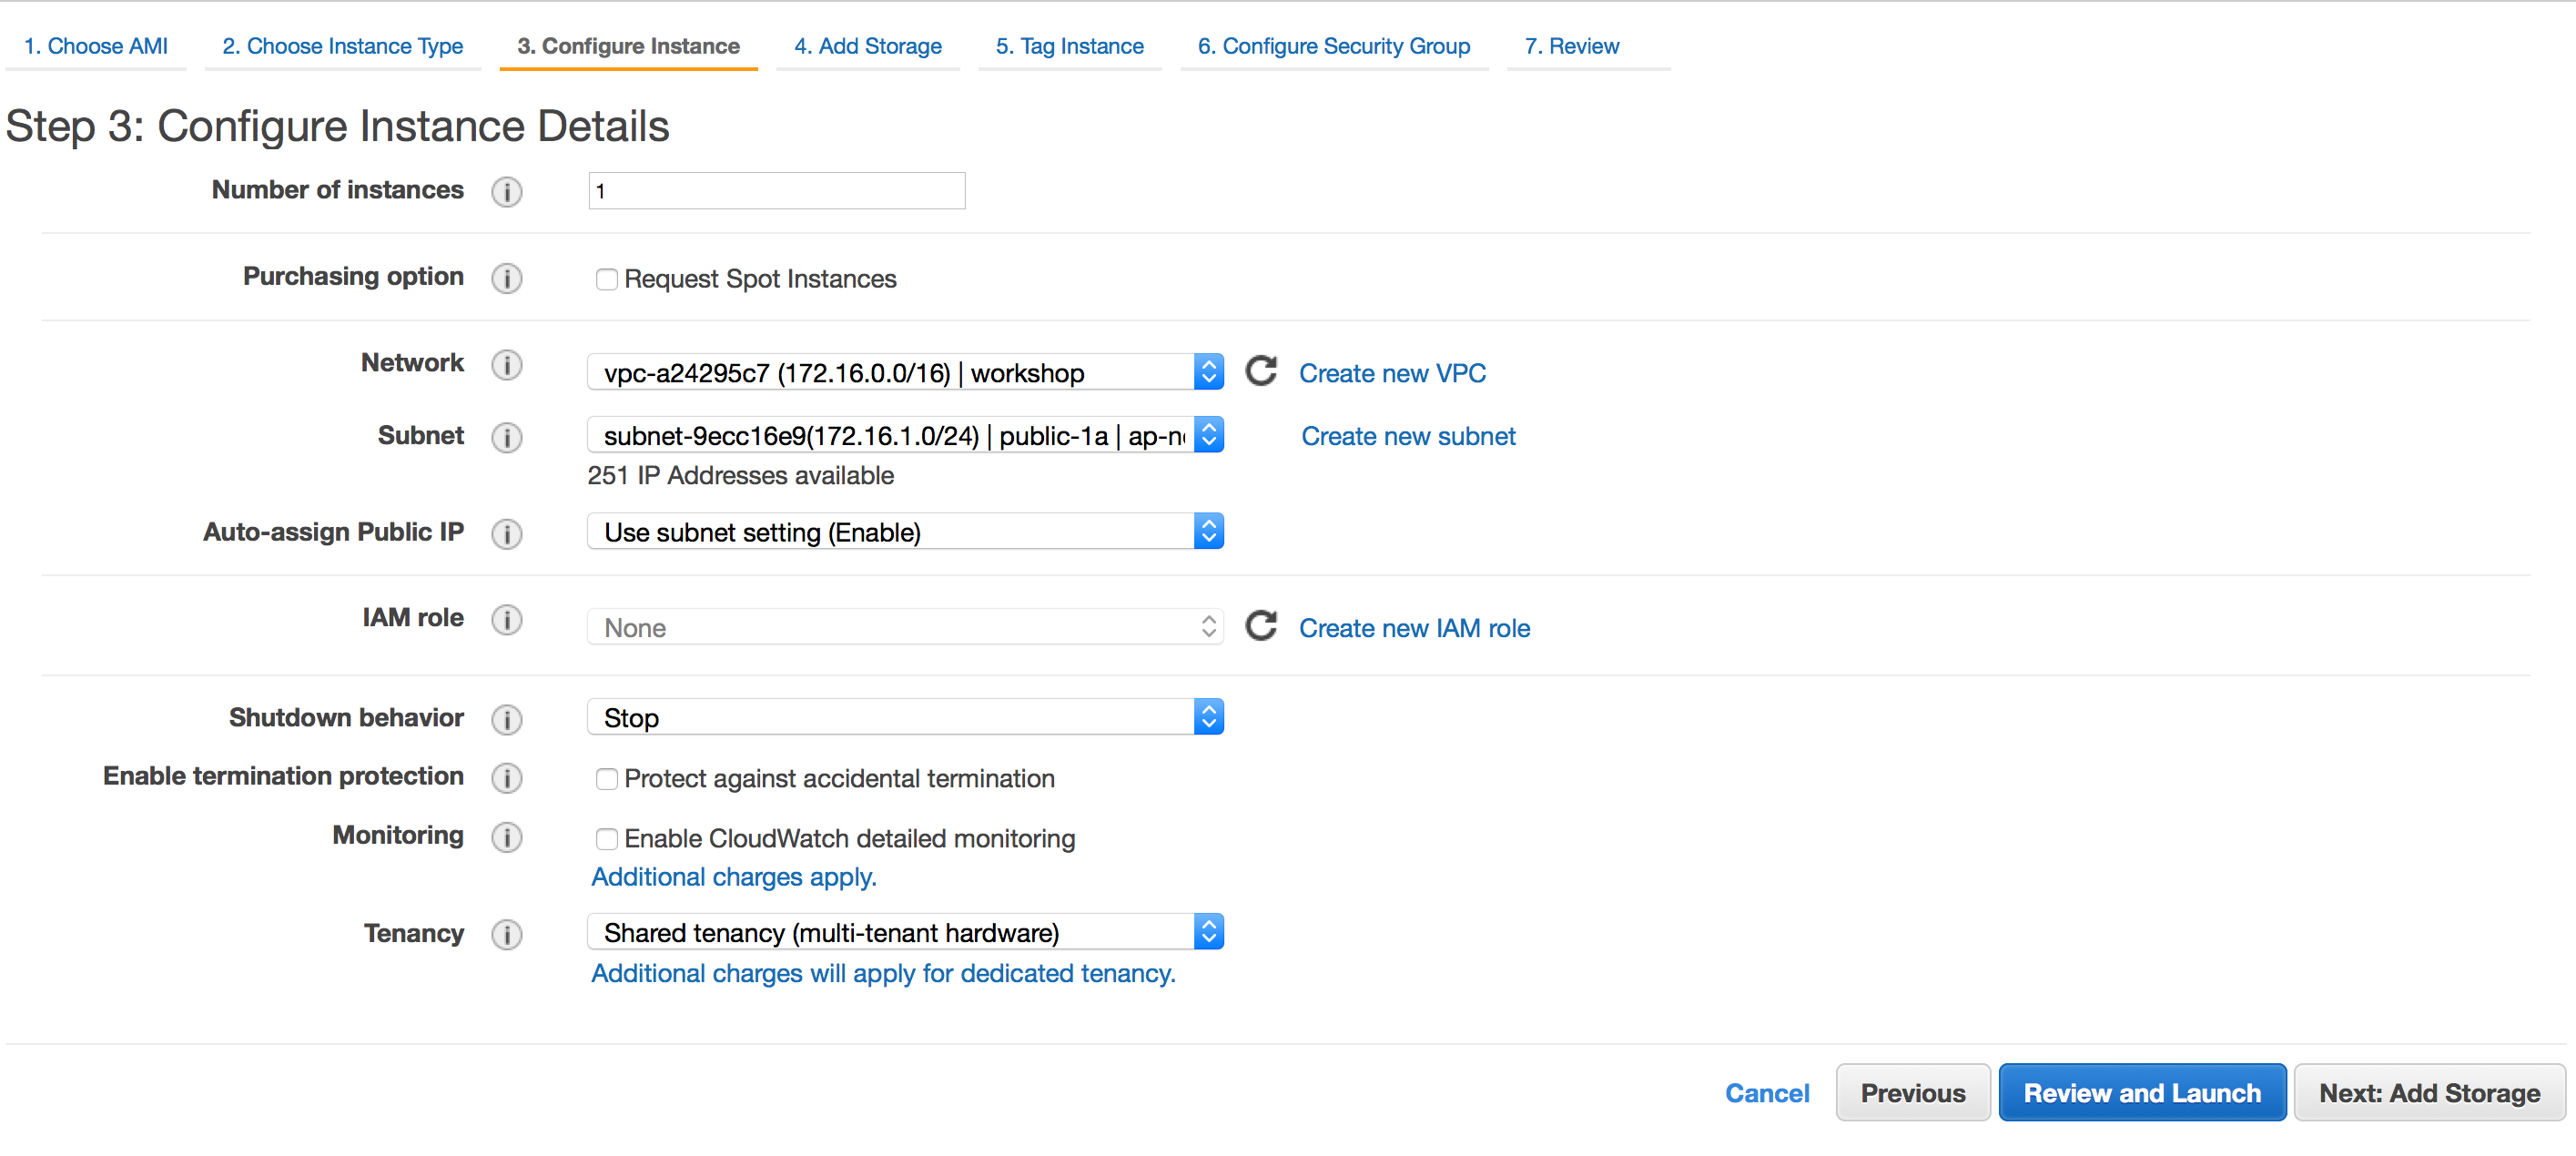 1. Choose AMI 2. Choose Instance Type 3. Configure Instance 4. Add Storage 5. Tag Instance 6. Configure Security Group 7. Review
Step 3: Configure Instance Details
Number of instances i 1
Purchasing option i Request Spot Instances
Network i vpc-a24295c7 (172.16.0.0/16) | workshop Create new VPC
Subnet i subnet-9ecc16e9(172.16.1.0/24) | public-1a | ap-n Create new subnet
251 IP Addresses available
Auto-assign Public IP i Use subnet setting (Enable)
IAM role i None Create new IAM role
Shutdown behavior i Stop
Enable termination protection i Protect against accidental termination
Monitoring i Enable CloudWatch detailed monitoring
Additional charges apply.
Tenancy i Shared tenancy (multi-tenant hardware)
Additional charges will apply for dedicated tenancy.
Cancel Previous Review and Launch Next: Add Storage